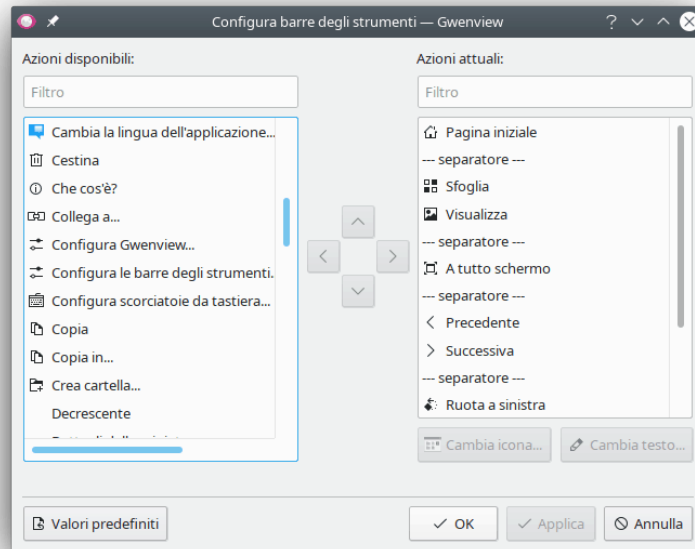 Configura barre degli strumenti — Gwenview
Azioni disponibili:
Filtro
Cambia la lingua dell'applicazione...
Cestina
Che cos'è?
Collega a...
Configura Gwenview...
Configura le barre degli strumenti.
Configura scorciatoie da tastiera...
Copia
Copia in...
Crea cartella...
Decrescente
Azioni attuali:
Filtro
Pagina iniziale
--- separatore ---
Sfoglia
Visualizza
--- separatore ---
A tutto schermo
--- separatore ---
Precedente
Successiva
--- separatore ---
Ruota a sinistra
Cambia icona...
Cambia testo...
Valori predefiniti
OK
Applica
Annulla